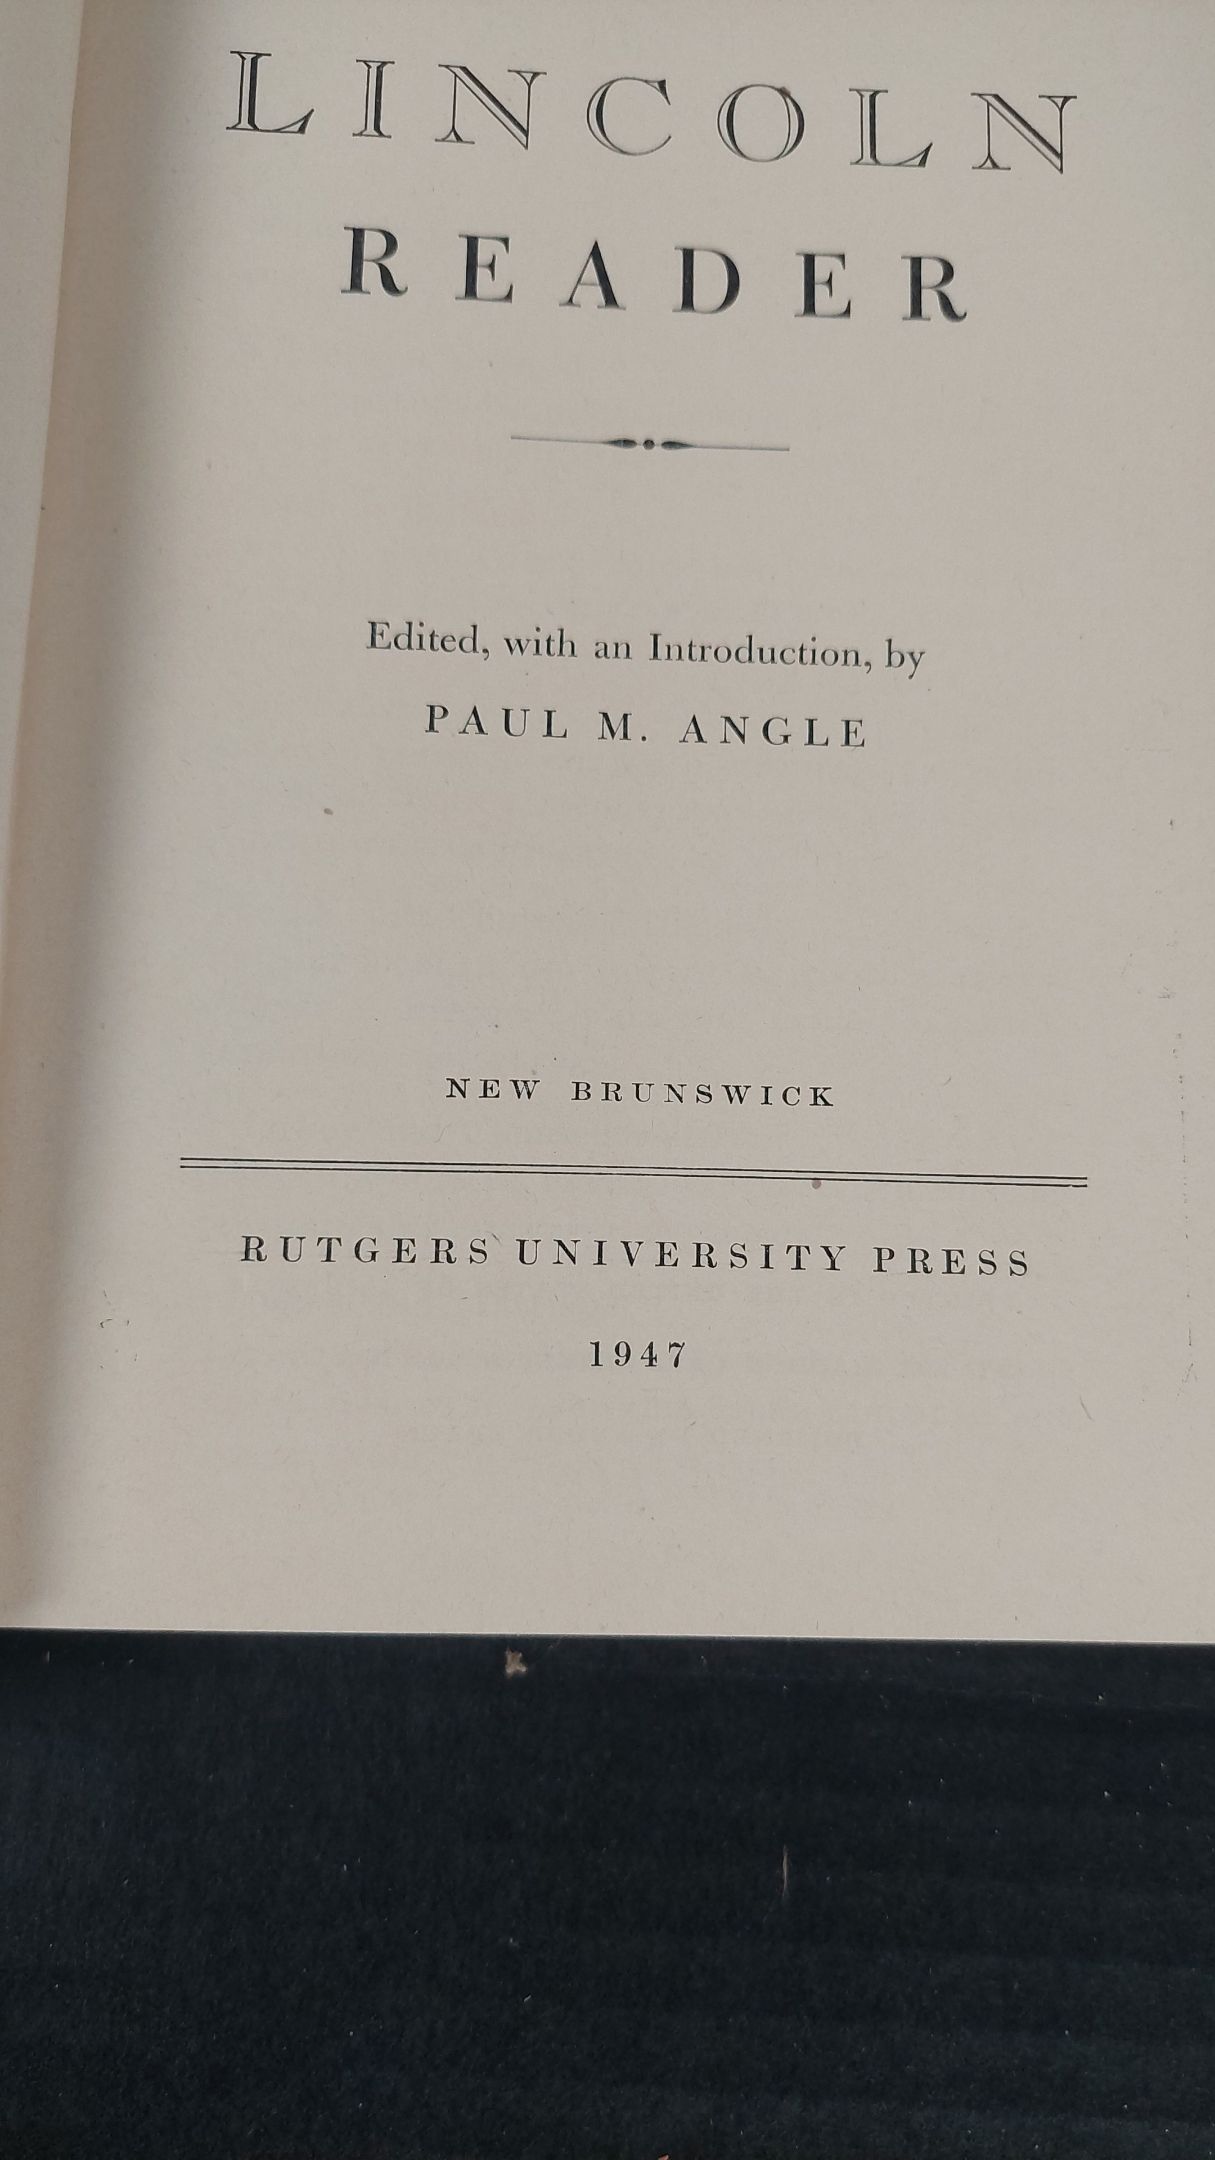 LINCOLN
READER
Edited, with an Introduction, by
PAUL M. ANGLE
NEW BRUNSWICK
RUTGERS UNIVERSITY PRESS
1947